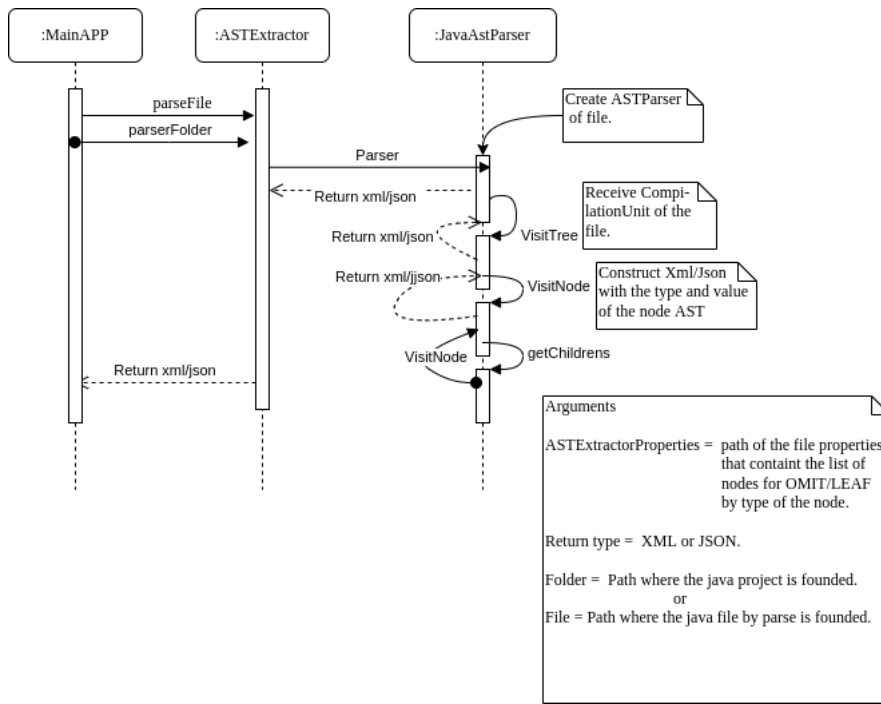 :MainAPP
:ASTExtractor
:JavaAstParser
parseFile
parserFolder
Create ASTParser
of file.
Parser
Return xml/json
Receive Compi-
lationUnit of the
file.
Return xml/json
VisitTree
Return xml/jjson
VisitNode
Construct Xml/Json
with the type and value
of the node AST
VisitNode
getChildrens
Return xml/json
Arguments
ASTExtractorProperties = path of the file properties
that containt the list of
nodes for OMIT/LEAF
by type of the node.
Return type = XML or JSON.
Folder = Path where the java project is founded.
or
File = Path where the java file by parse is founded.